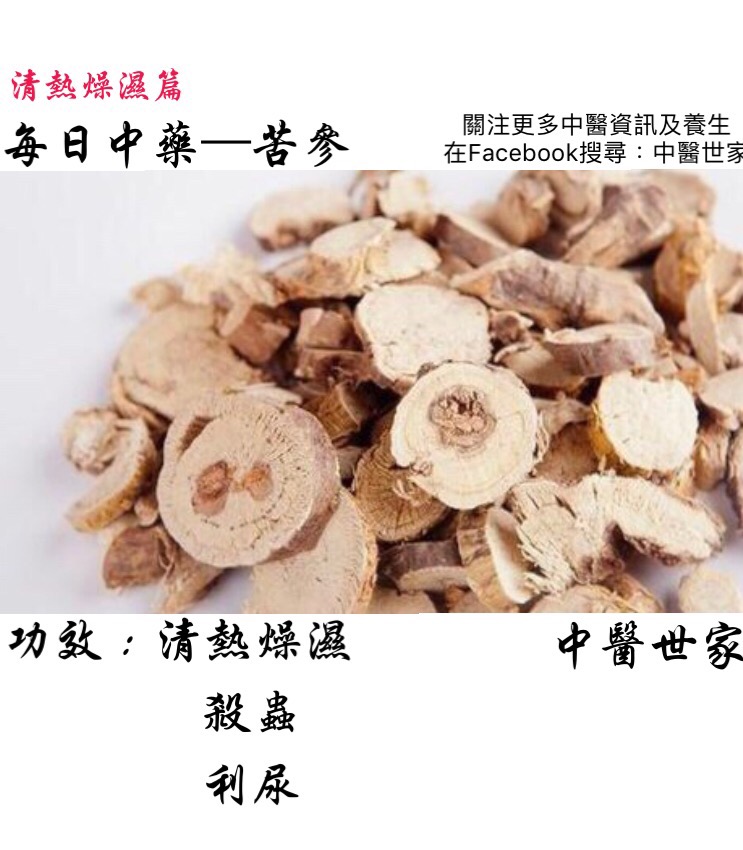 清熱燥濕篇
每日中藥—苦參
關注更多中醫資訊及養生
在Facebook搜尋：中醫世家
功效：清熱燥濕
殺蟲
利尿
中醫世家